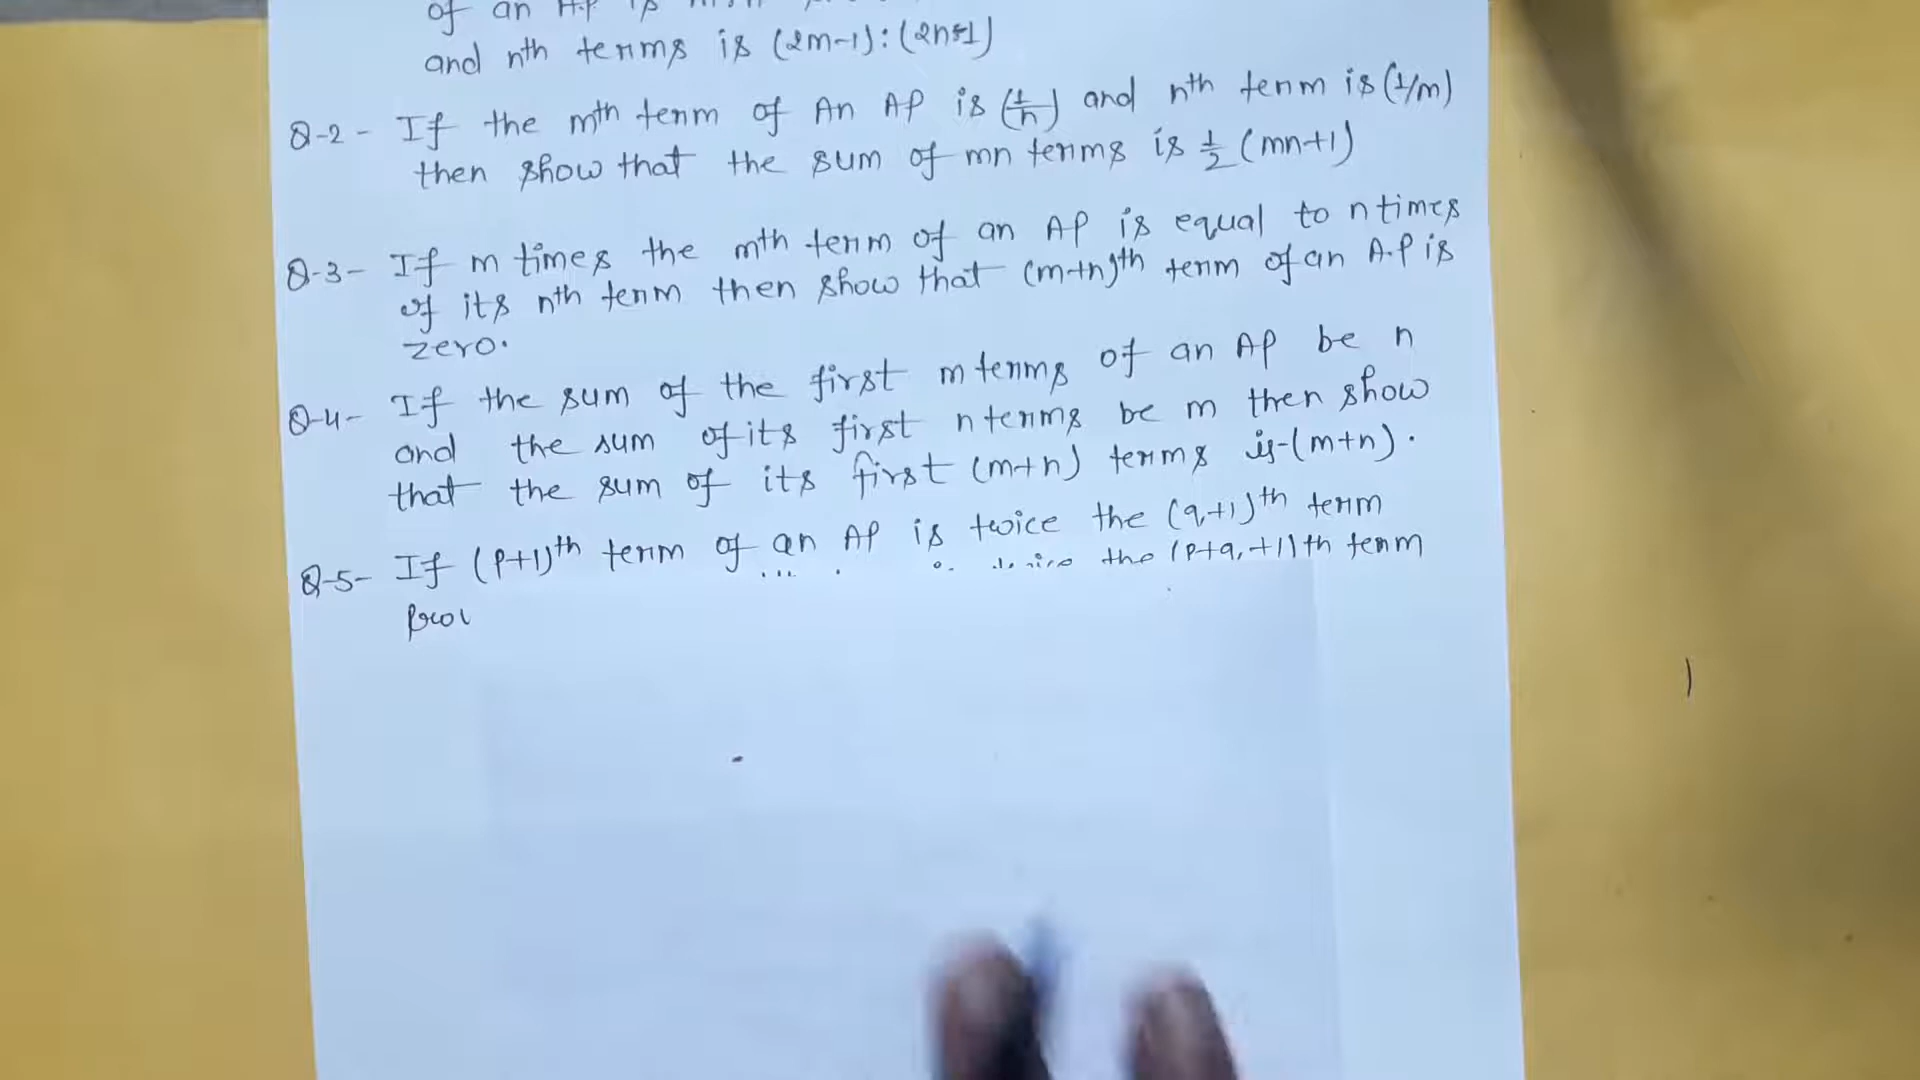 of an A.P is
and nth terms is (2m-1):(2n-1)
Q-2- If the mth term of An AP is (1/n) and nth term is (1/m)
then show that the sum of mn terms is 1/2 (mn+1)
Q-3- If m times the mth term of an AP is equal to n times
of its nth term then show that (m+n)th term of an A.P is
zero.
Q-4- If the sum of the first m terms of an AP be n
and the sum of its first n terms be m then show
that the sum of its first (m+n) terms is -(m+n).
Q-5- If (p+1)th term of an AP is twice the (q+1)th term
the (p+q+1)th term